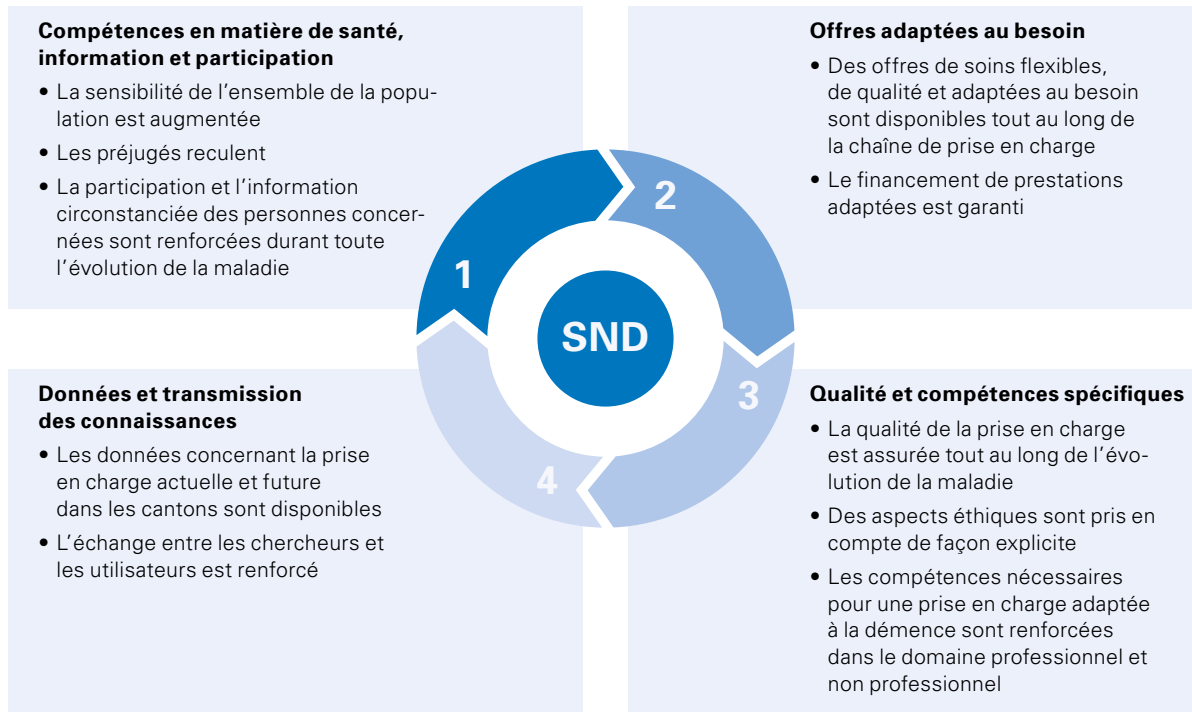 Compétences en matière de santé,
information et participation
• La sensibilité de l'ensemble de la popu-
lation est augmentée
• Les préjugés reculent
• La participation et l'information
circonstanciée des personnes concer-
nées sont renforcées durant toute
l'évolution de la maladie
Offres adaptées au besoin
• Des offres de soins flexibles,
de qualité et adaptées au besoin
sont disponibles tout au long de
la chaîne de prise en charge
• Le financement de prestations
adaptées est garanti
1
2
SND
3
4
Données et transmission
des connaissances
• Les données concernant la prise
en charge actuelle et future
dans les cantons sont disponibles
• L'échange entre les chercheurs et
les utilisateurs est renforcé
Qualité et compétences spécifiques
• La qualité de la prise en charge
est assurée tout au long de l'évo-
lution de la maladie
• Des aspects éthiques sont pris en
compte de façon explicite
• Les compétences nécessaires
pour une prise en charge adaptée
à la démence sont renforcées
dans le domaine professionnel et
non professionnel